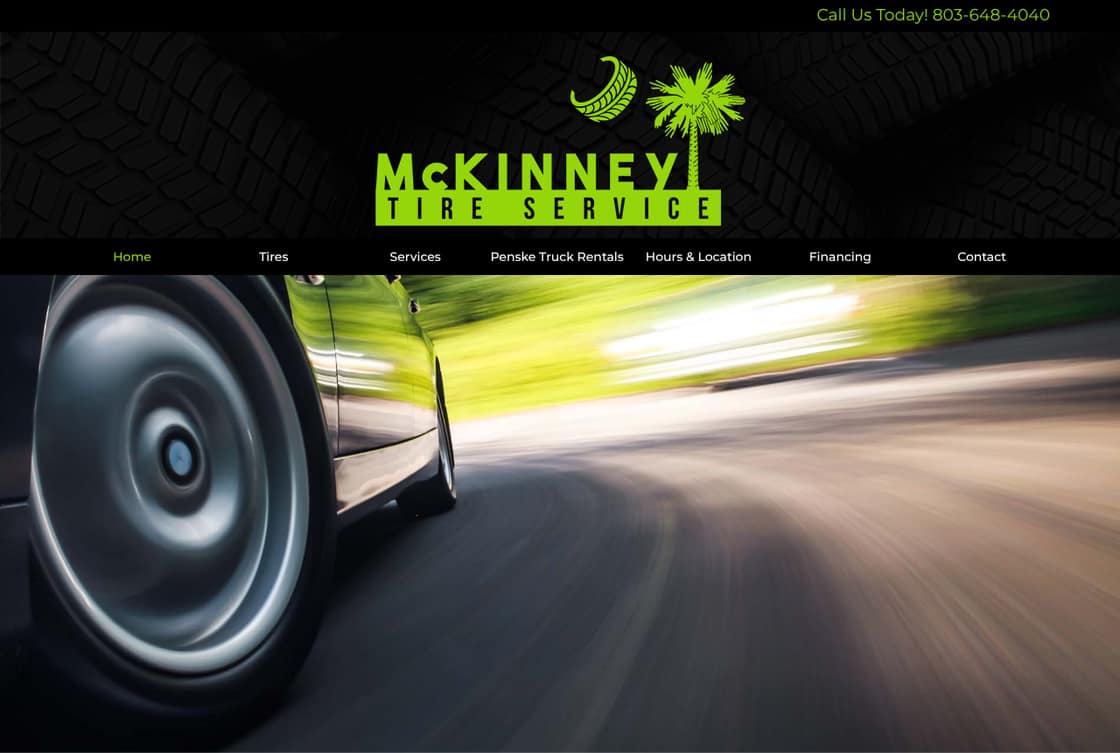 Call Us Today! 803-648-4040
McKINNEY
TIRE SERVICE
Home Tires Services Penske Truck Rentals Hours & Location Financing Contact